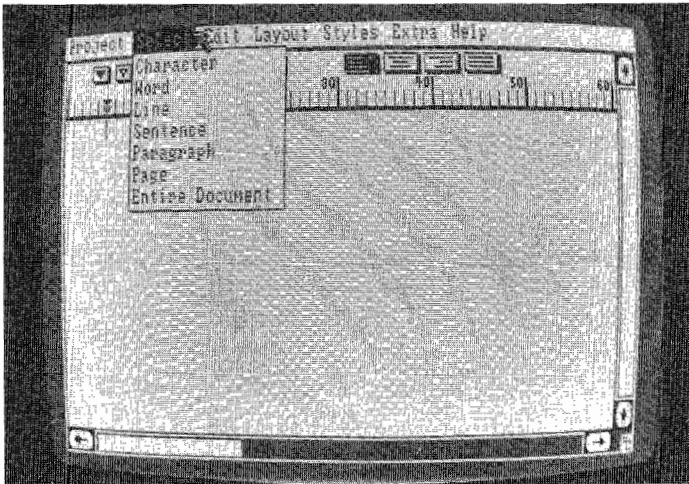 Project Edit Layout Styles Extra Help
Character
Word
Line
Sentence
Paragraph
Page
Entire Document
30 40 50 60